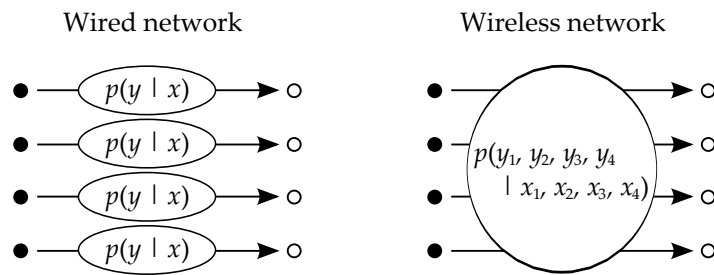 Wired network
Wireless network
p(y | x)
p(y | x)
p(y | x)
p(y | x)
p(y₁, y₂, y₃, y₄
| x₁, x₂, x₃, x₄)